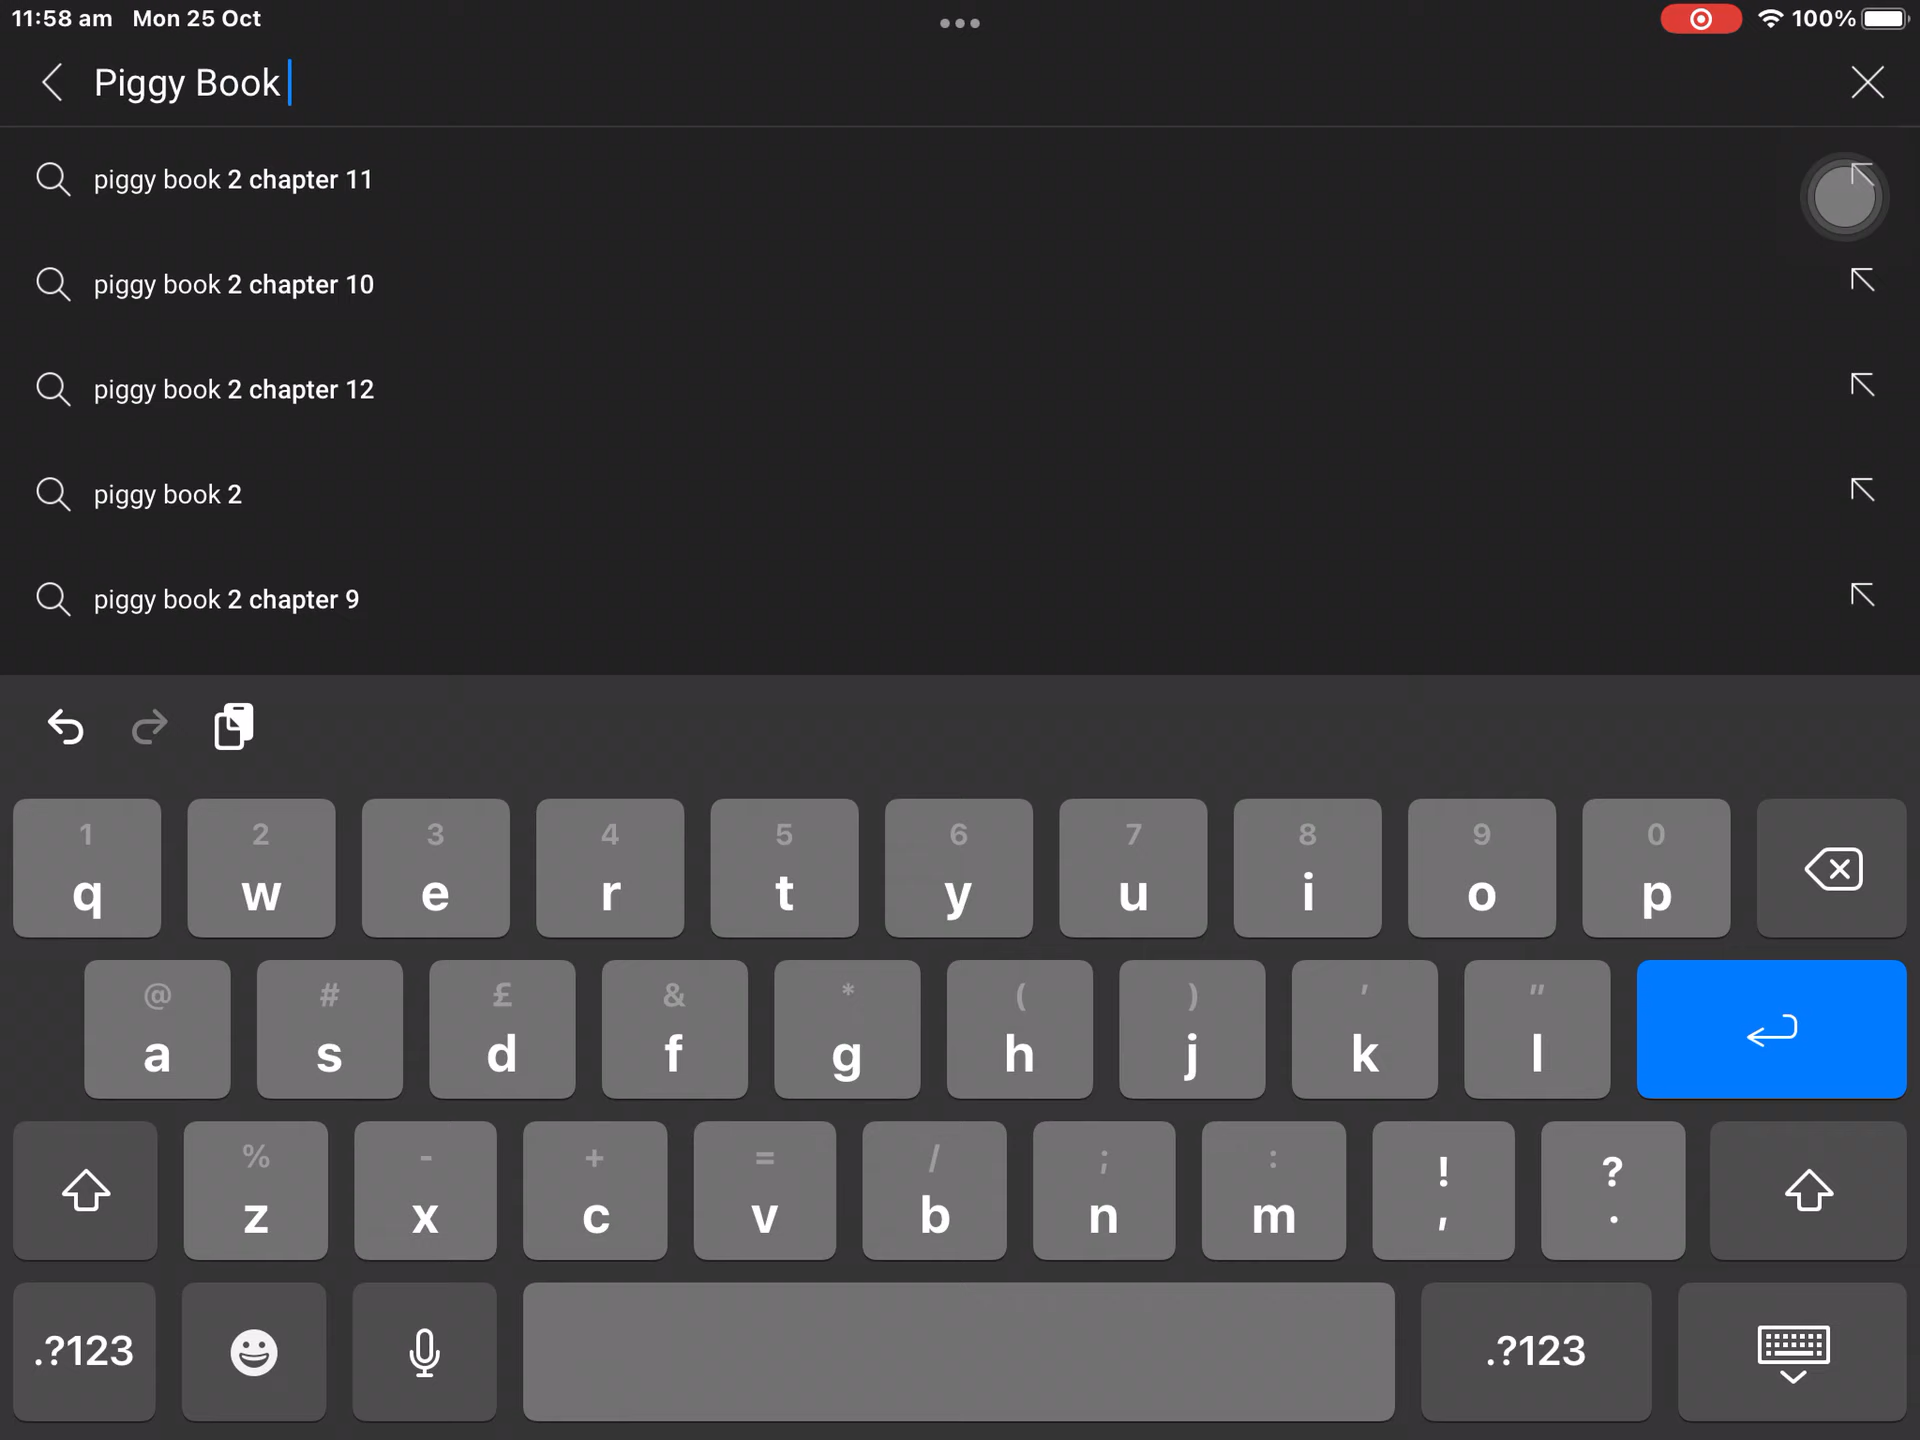 11:58 am Mon 25 Oct
100%
Piggy Book
piggy book 2 chapter 11
piggy book 2 chapter 10
piggy book 2 chapter 12
piggy book 2
piggy book 2 chapter 9
1 2 3 4 5 6 7 8 9 0
q w e r t y u i o p
@ # £ & * ( ) ' "
a s d f g h j k l
% - + = / ; : ! ?
z x c v b n m , .
.?123 .?123